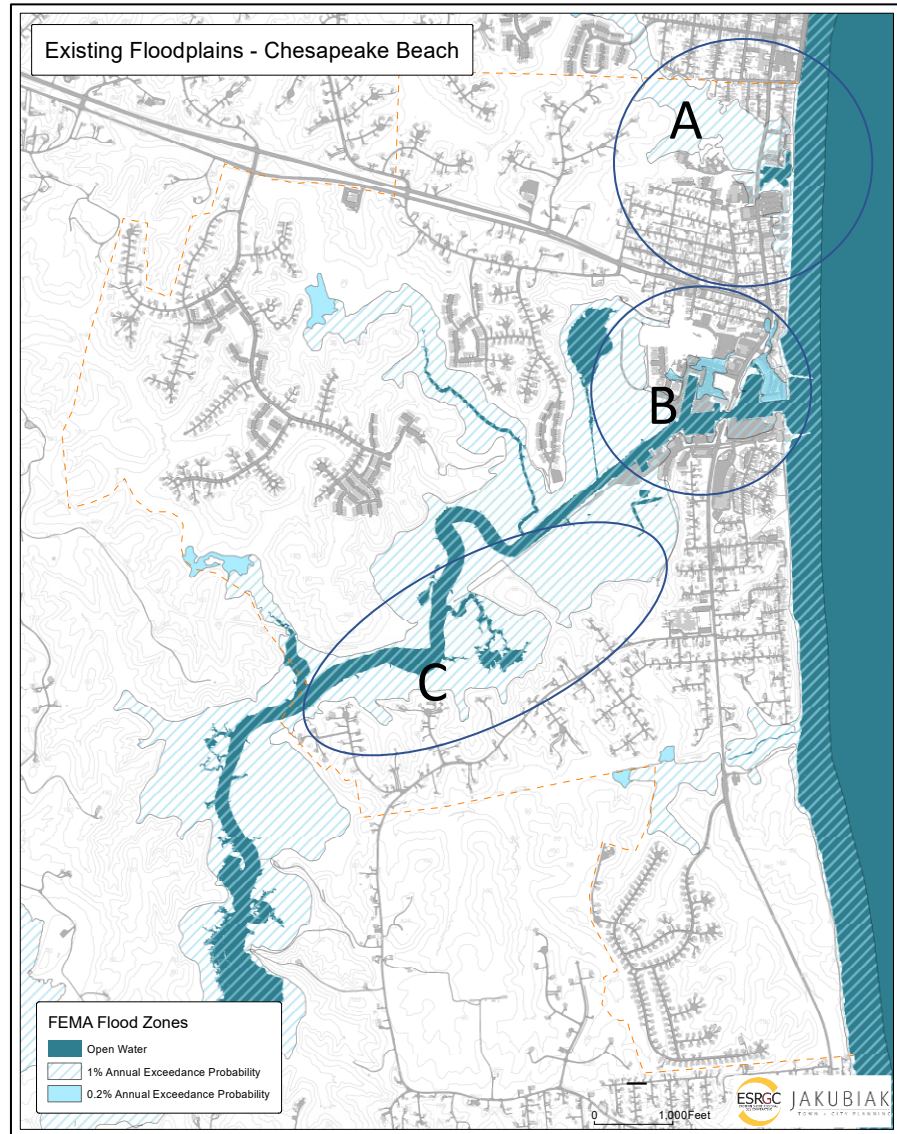 Existing Floodplains - Chesapeake Beach
A
B
C
FEMA Flood Zones
Open Water
1% Annual Exceedance Probability
0.2% Annual Exceedance Probability
0 1,000 Feet
ESRGC
JAKUBIAK
TOWN + CITY PLANNING